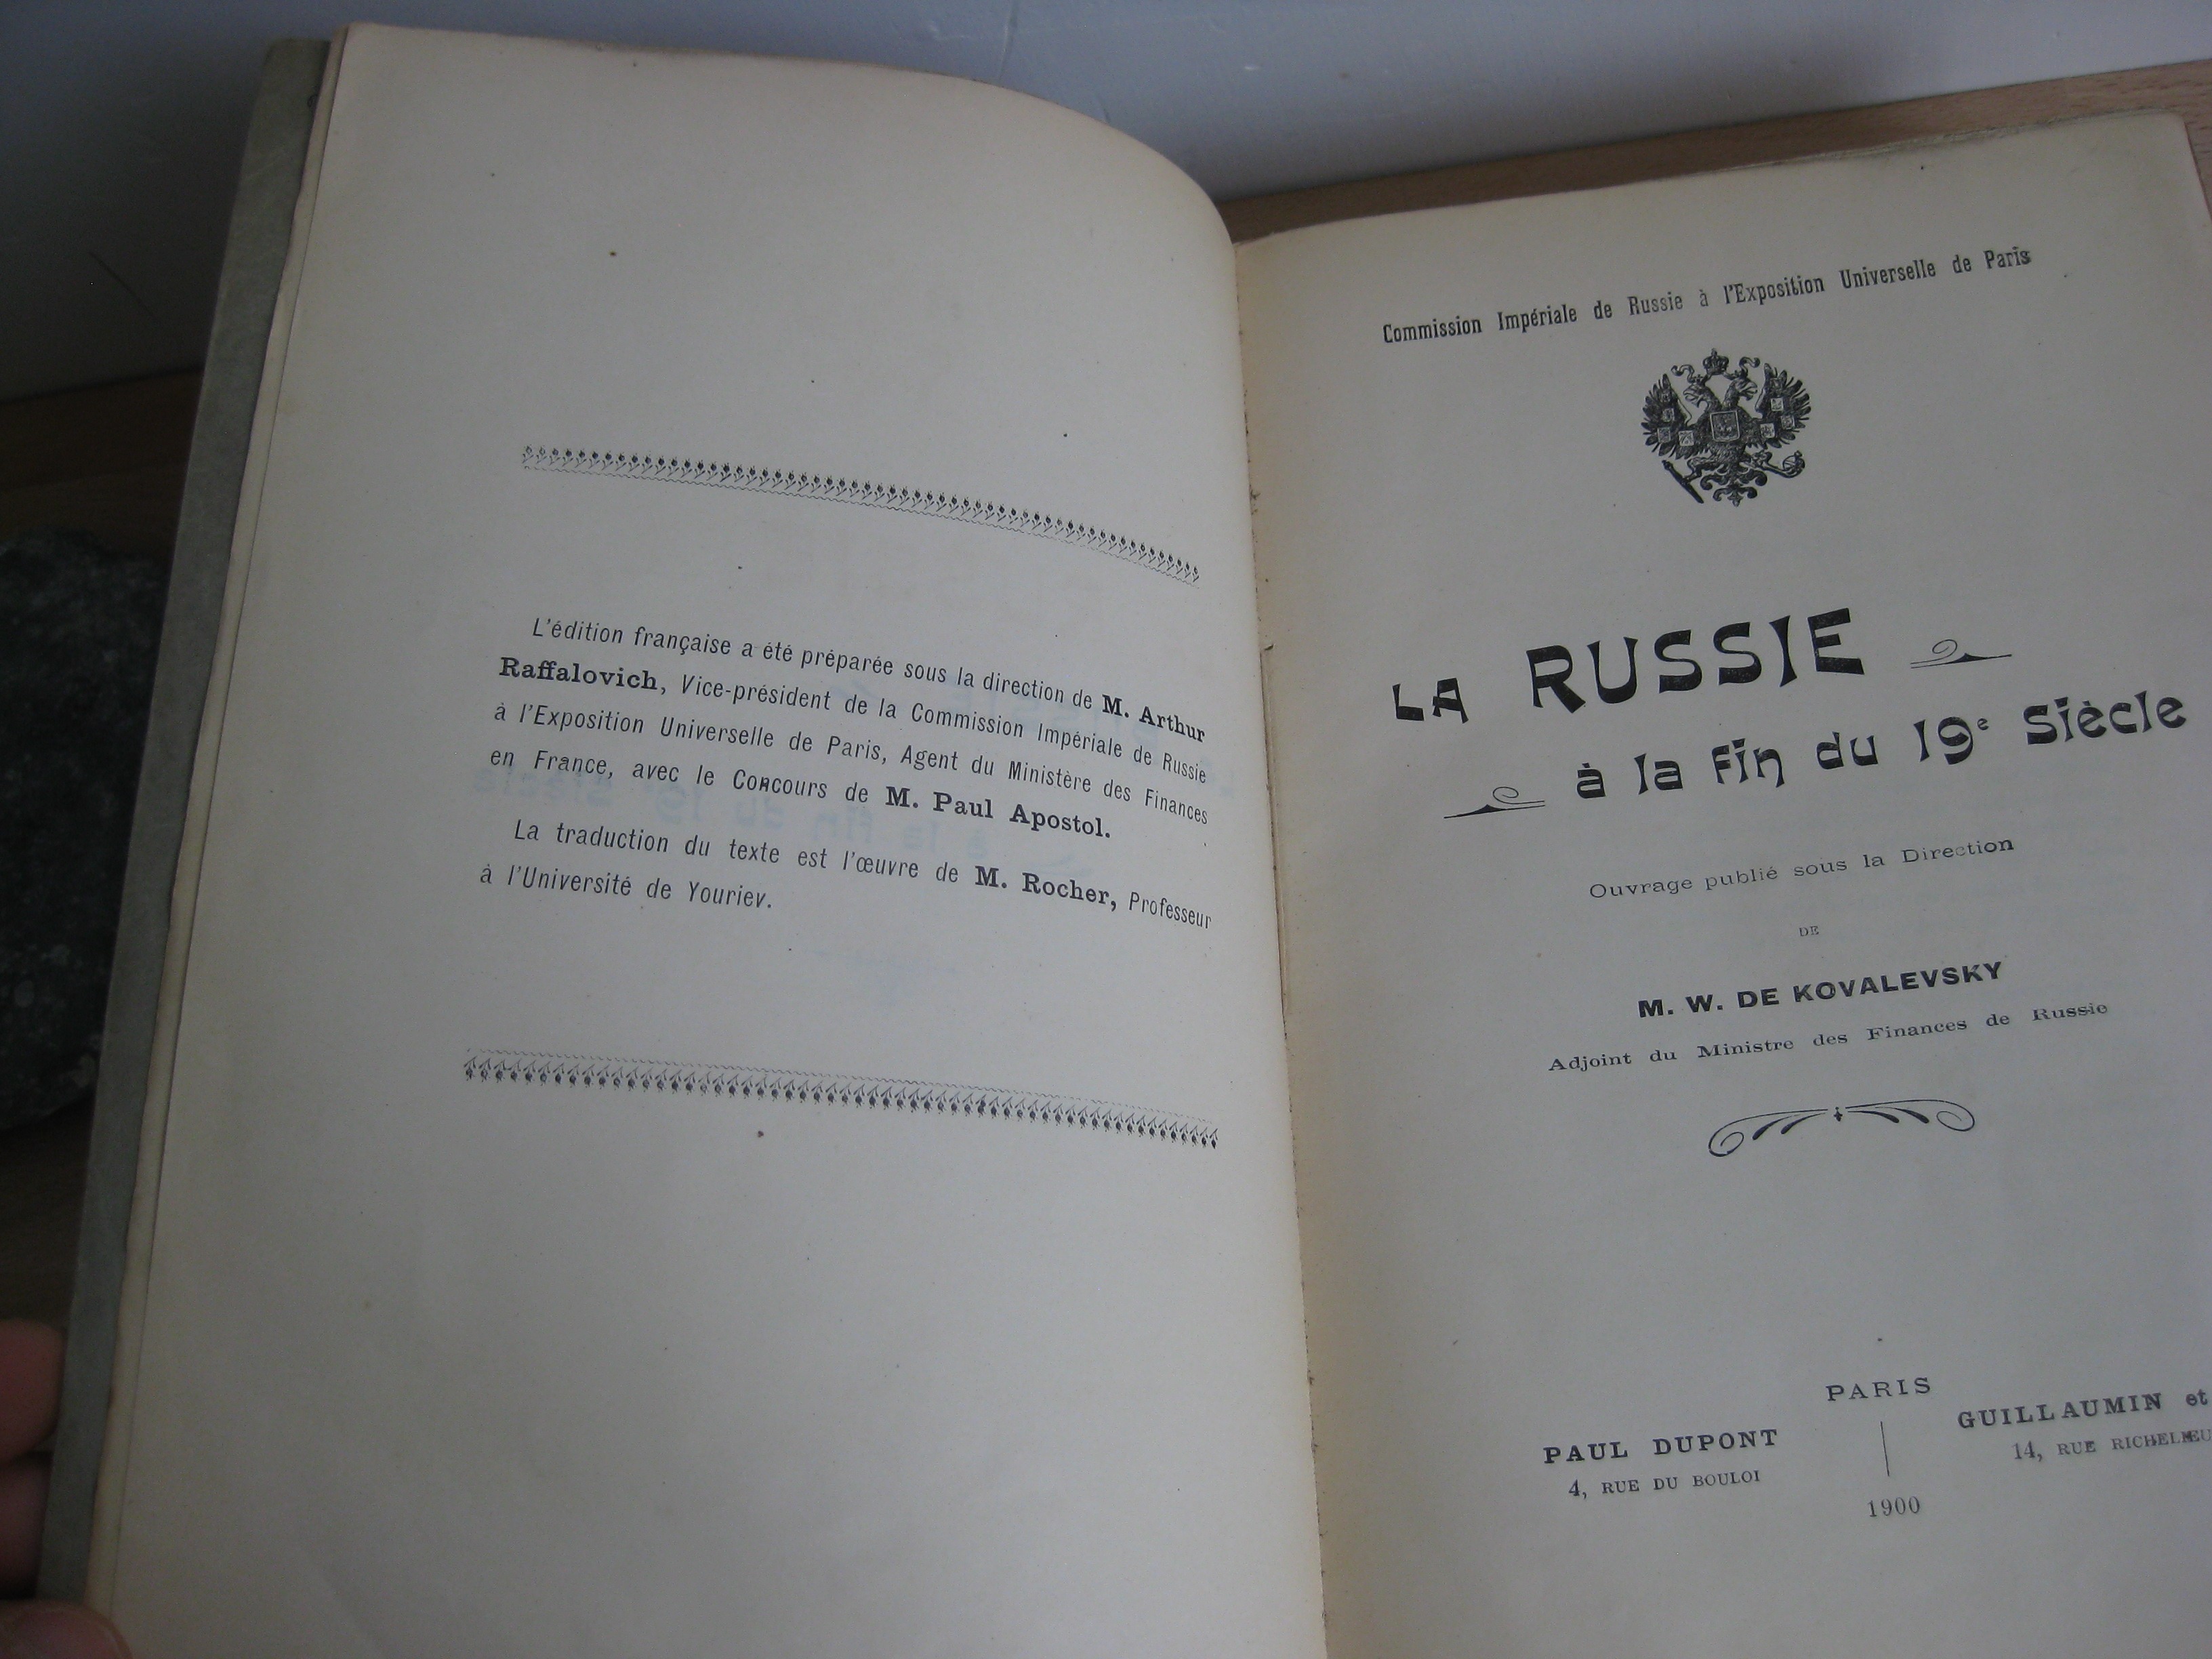 L'édition française a été préparée sous la direction de M. Arthur
Raffalovich, Vice-président de la Commission Impériale de Russie
à l'Exposition Universelle de Paris, Agent du Ministère des Finances
en France, avec le Concours de M. Paul Apostol.
La traduction du texte est l'œuvre de M. Rocher, Professeur
à l'Université de Youriev.
Commission Impériale de Russie à l'Exposition Universelle de Paris
LA RUSSIE
à la fin du 19e Siècle
Ouvrage publié sous la Direction
DE
M. W. DE KOVALEVSKY
Adjoint du Ministre des Finances de Russie
PARIS
PAUL DUPONT
4, RUE DU BOULOI
GUILLAUMIN et
14, RUE RICHELIEU
1900